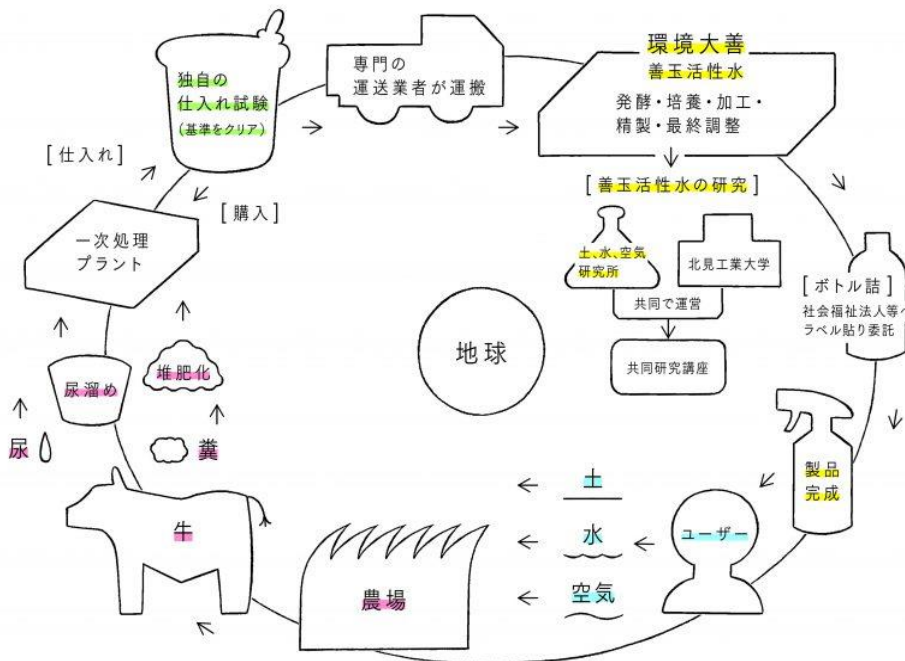 環境大善
善玉活性水
発酵・培養・加工・
精製・最終調整
専門の
運送業者が運搬
独自の
仕入れ試験
(基準をクリア)
[仕入れ]
[購入]
一次処理
プラント
[善玉活性水の研究]
土、水、空気
研究所
北見工業大学
共同で運営
共同研究講座
[ボトル詰]
社会福祉法人等へ
ラベル貼り委託
地球
尿溜め
堆肥化
尿
糞
牛
農場
土
水
空気
ユーザー
製品
完成